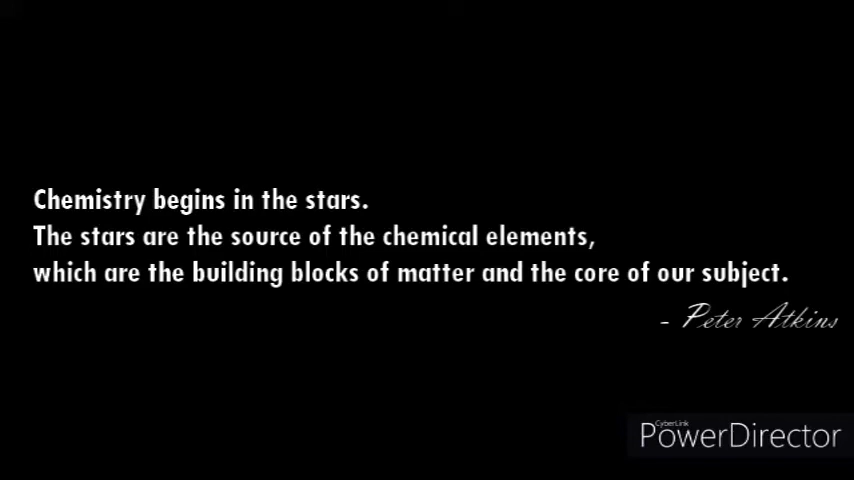 Chemistry begins in the stars.
The stars are the source of the chemical elements,
which are the building blocks of matter and the core of our subject.
- Peter Atkins
CyberLink
PowerDirector